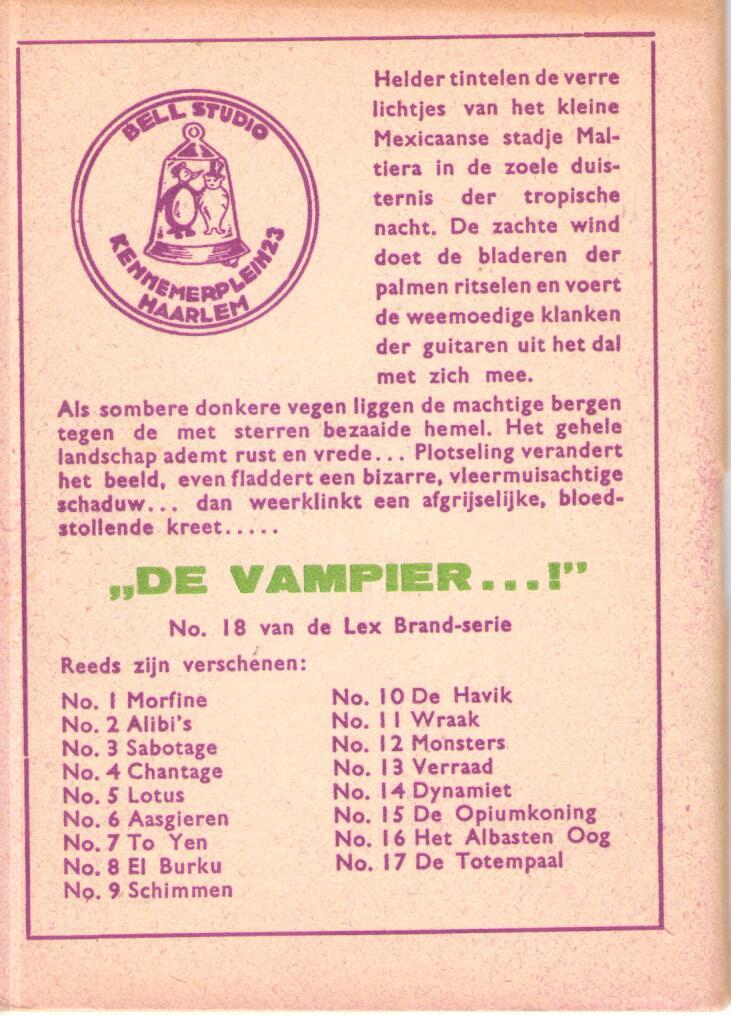 BELL STUDIO
KENNEMERPLEIN 23
HAARLEM
Helder tintelen de verre
lichtjes van het kleine
Mexicaanse stadje Mal-
tiera in de zoele duis-
ternis der tropische
nacht. De zachte wind
doet de bladeren der
palmen ritselen en voert
de weemoedige klanken
der guitaren uit het dal
met zich mee.
Als sombere donkere vegen liggen de machtige bergen
tegen de met sterren bezaaide hemel. Het gehele
landschap ademt rust en vrede... Plotseling verandert
het beeld, even fladdert een bizarre, vleermuisachtige
schaduw... dan weerklinkt een afgrijselijke, bloed-
stollende kreet.....
„DE VAMPIER...!”
No. 18 van de Lex Brand-serie
Reeds zijn verschenen:
No. 1 Morfine
No. 2 Alibi's
No. 3 Sabotage
No. 4 Chantage
No. 5 Lotus
No. 6 Aasgieren
No. 7 To Yen
No. 8 El Burku
No. 9 Schimmen
No. 10 De Havik
No. 11 Wraak
No. 12 Monsters
No. 13 Verraad
No. 14 Dynamiet
No. 15 De Opiumkoning
No. 16 Het Albasten Oog
No. 17 De Totempaal